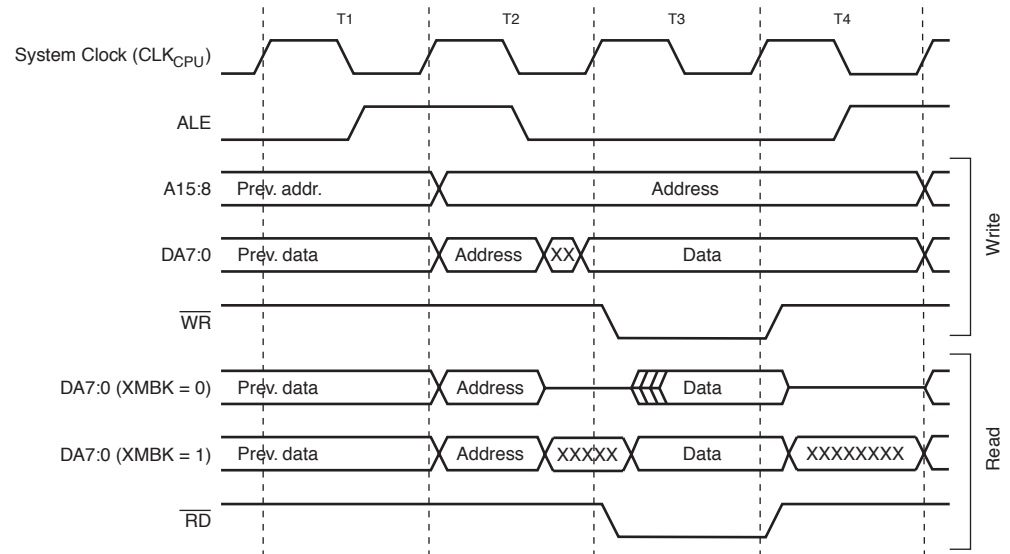 T1 T2 T3 T4
System Clock (CLKCPU)
ALE
A15:8 Prev. addr. Address
DA7:0 Prev. data Address XX Data
WR
Write
DA7:0 (XMBK = 0) Prev. data Address Data
DA7:0 (XMBK = 1) Prev. data Address XXXXX Data XXXXXXXX
RD
Read